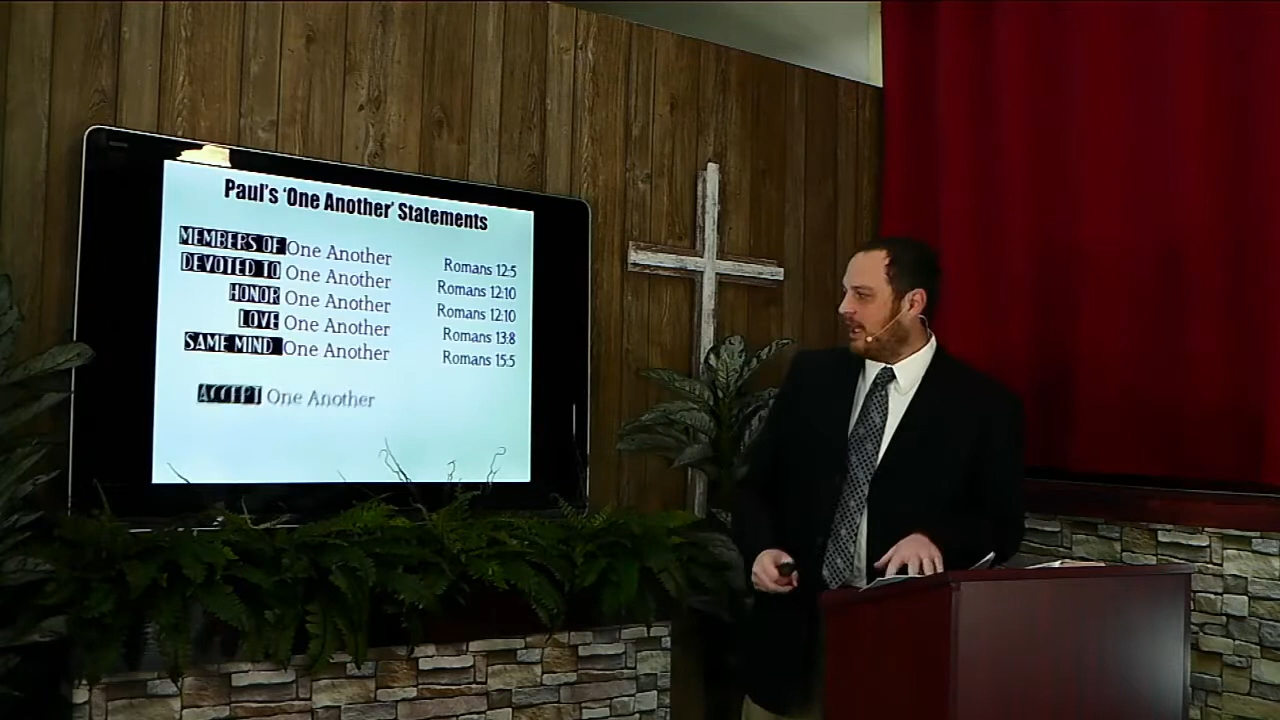 Paul's 'One Another' Statements
MEMBERS OF One Another Romans 12:5
DEVOTED TO One Another Romans 12:10
HONOR One Another Romans 12:10
LOVE One Another Romans 13:8
SAME MIND One Another Romans 15:5
ACCEPT One Another